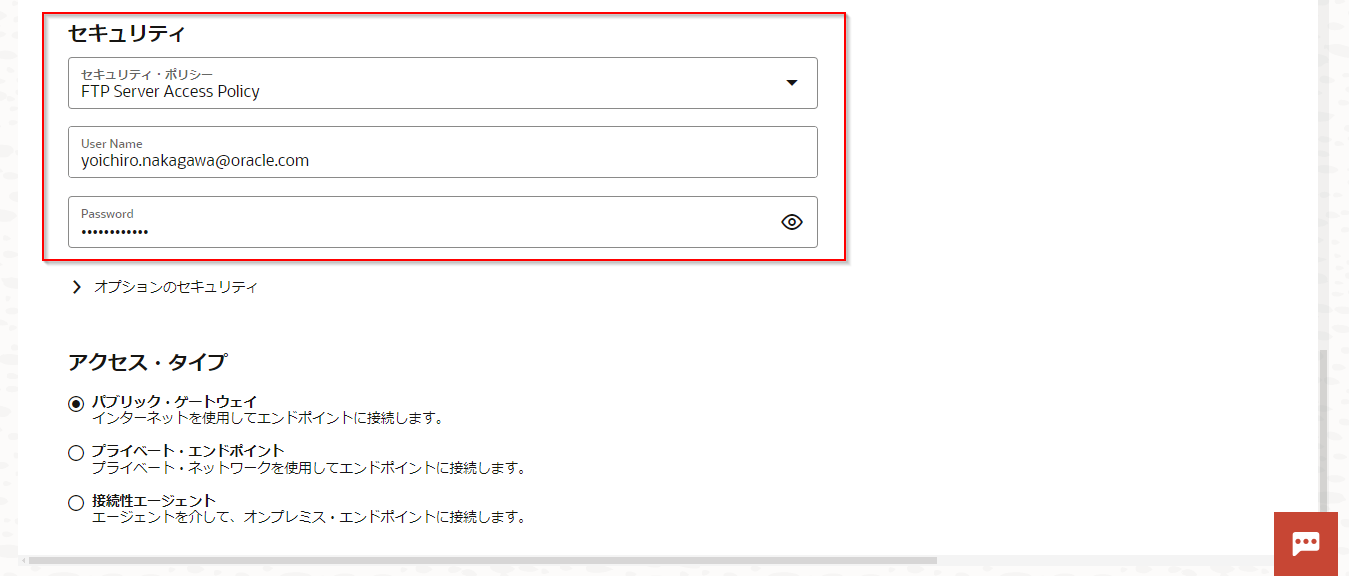 セキュリティ
セキュリティ・ポリシー
FTP Server Access Policy
User Name
yoichiro.nakagawa@oracle.com
Password
••••••••••••
オプションのセキュリティ
アクセス・タイプ
パブリック・ゲートウェイ
インターネットを使用してエンドポイントに接続します。
プライベート・エンドポイント
プライベート・ネットワークを使用してエンドポイントに接続します。
接続性エージェント
エージェントを介して、オンプレミス・エンドポイントに接続します。